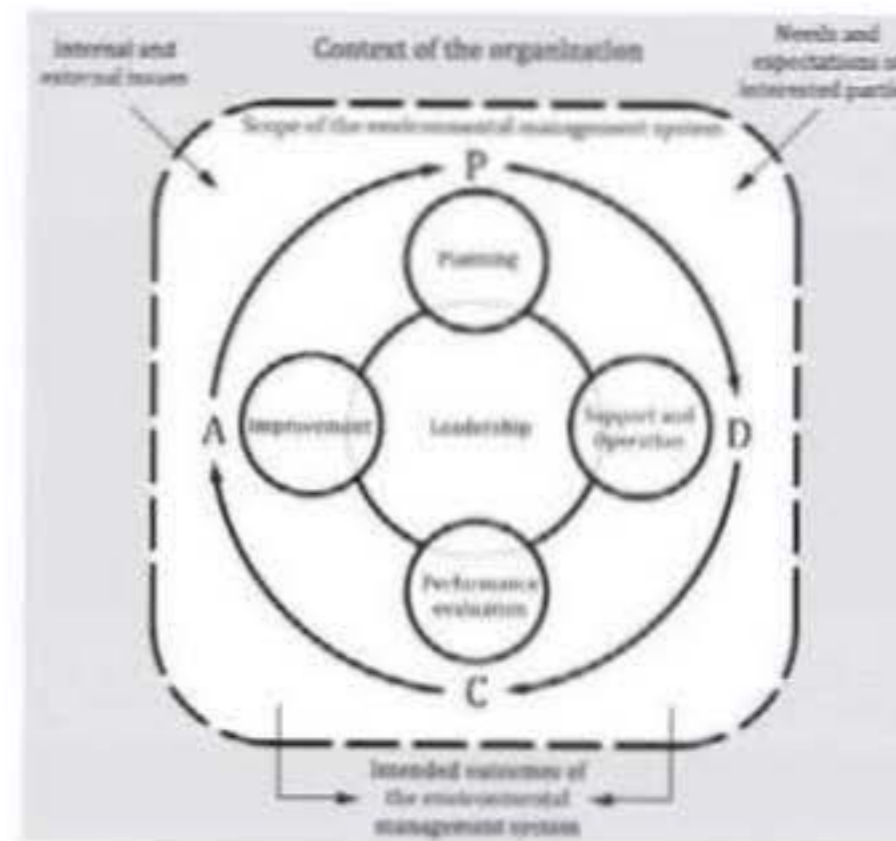 internal and
external issues
Context of the organization
Needs and
expectations of
interested parti
Scope of the environmental management system
P
Planning
A
Improvement
Leadership
Support and
Operation
D
Performance
evaluation
C
Intended outcomes of
the environmental
management system